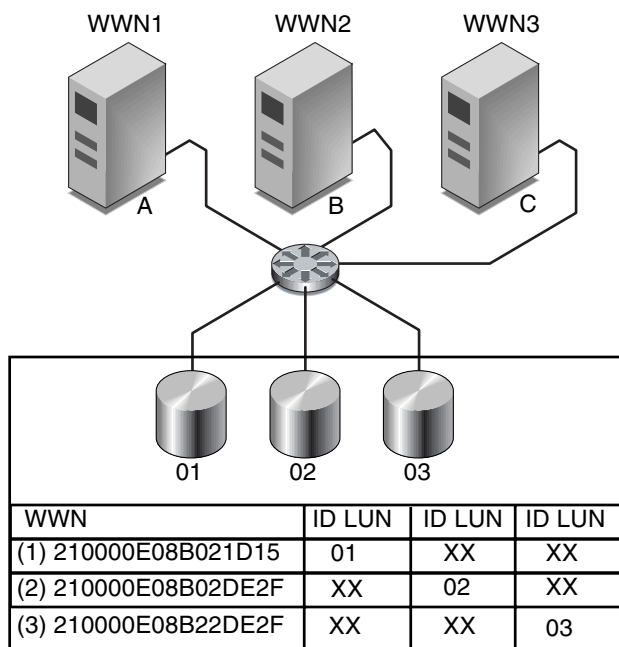 WWN1 WWN2 WWN3
A B C
01 02 03
WWN ID LUN ID LUN ID LUN
(1) 210000E08B021D15 01 XX XX
(2) 210000E08B02DE2F XX 02 XX
(3) 210000E08B22DE2F XX XX 03